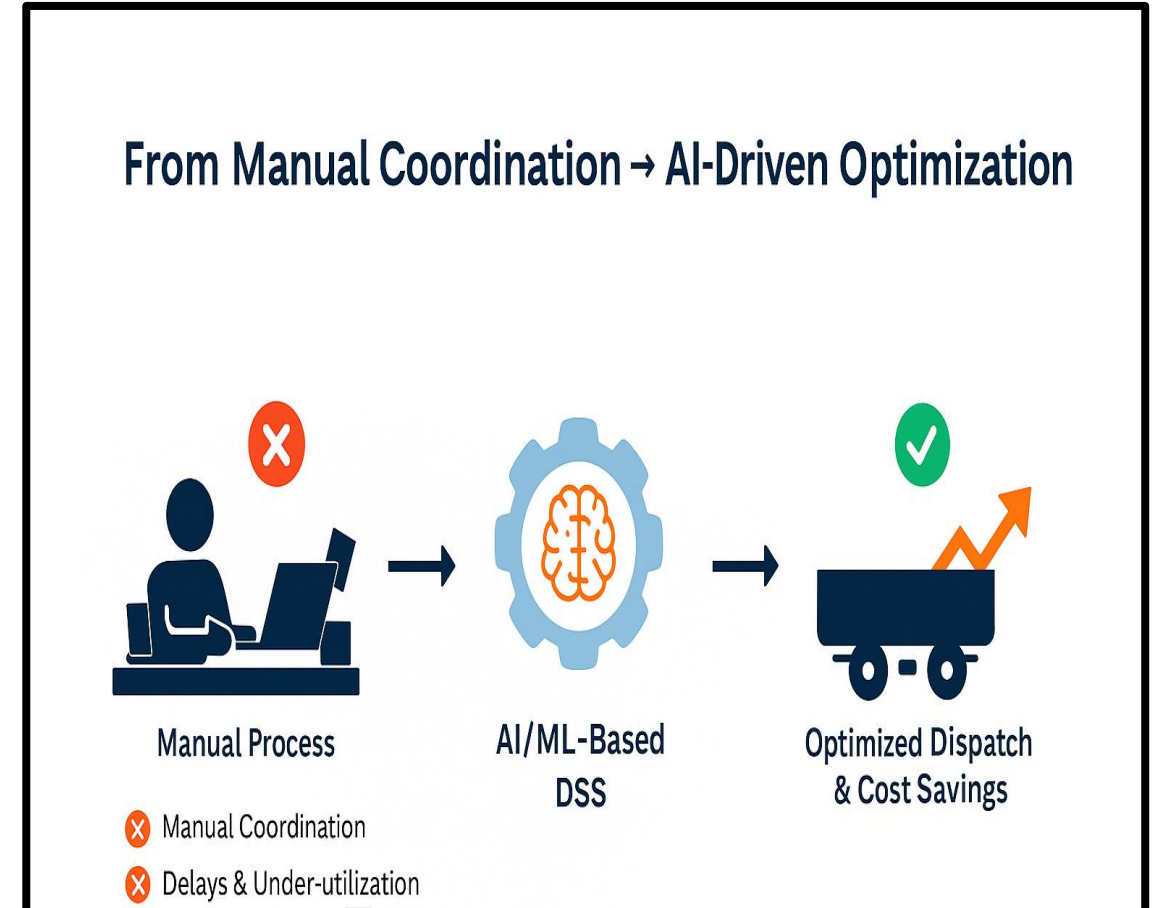 From Manual Coordination → AI-Driven Optimization
Manual Process
AI/ML-Based
DSS
Optimized Dispatch
& Cost Savings
Manual Coordination
Delays & Under-utilization